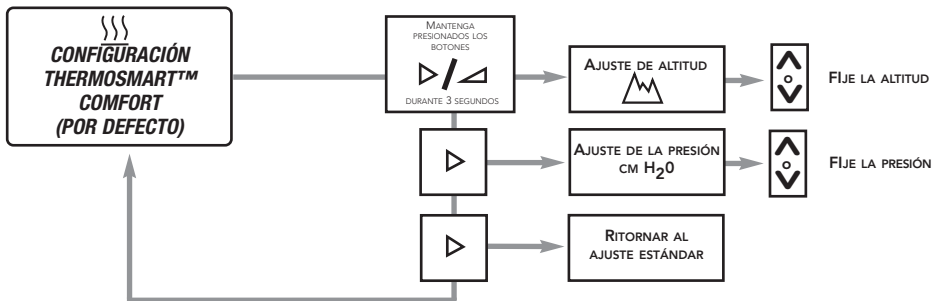 CONFIGURACIÓN
THERMOSMART™
COMFORT
(POR DEFECTO)
MANTENGA
PRESIONADOS LOS
BOTONES
DURANTE 3 SEGUNDOS
AJUSTE DE ALTITUD
FIJE LA ALTITUD
AJUSTE DE LA PRESIÓN
CM H20
FIJE LA PRESIÓN
RITORNAR AL
AJUSTE ESTÁNDAR